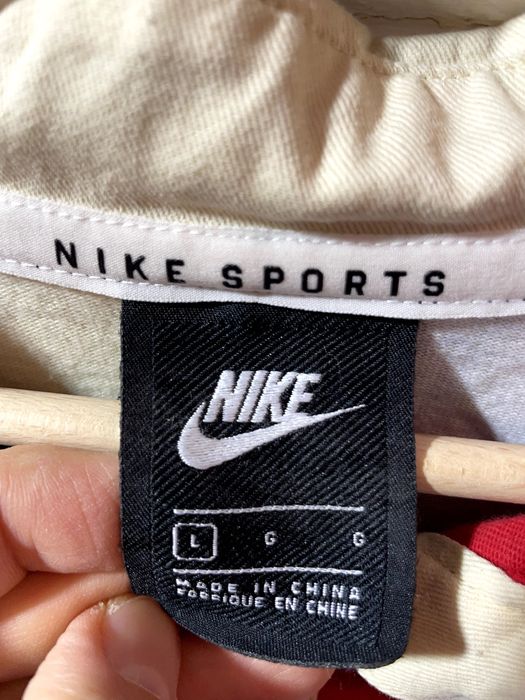 NIKE SPORTS
NIKE
L G G
MADE IN CHINA
FABRIQUE EN CHINE